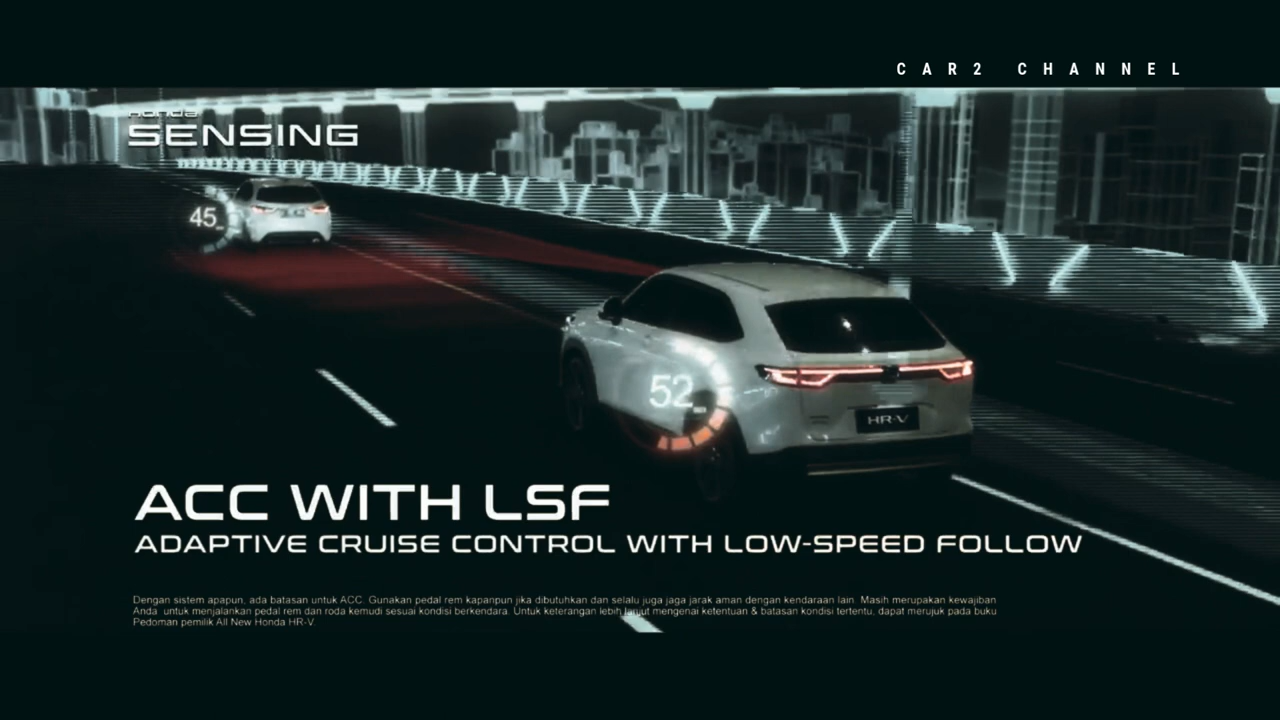 CAR2 CHANNEL
HONDA
SENSING
45
52
HR-V
ACC WITH LSF
ADAPTIVE CRUISE CONTROL WITH LOW-SPEED FOLLOW
Dengan sistem apapun, ada batasan untuk ACC. Gunakan pedal rem kapanpun jika dibutuhkan dan selalu juga jaga jarak aman dengan kendaraan lain. Masih merupakan kewajiban
Anda untuk menjalankan pedal rem dan roda kemudi sesuai kondisi berkendara. Untuk keterangan lebih lanjut mengenai ketentuan & batasan kondisi tertentu, dapat merujuk pada buku
Pedoman pemilik All New Honda HR-V.